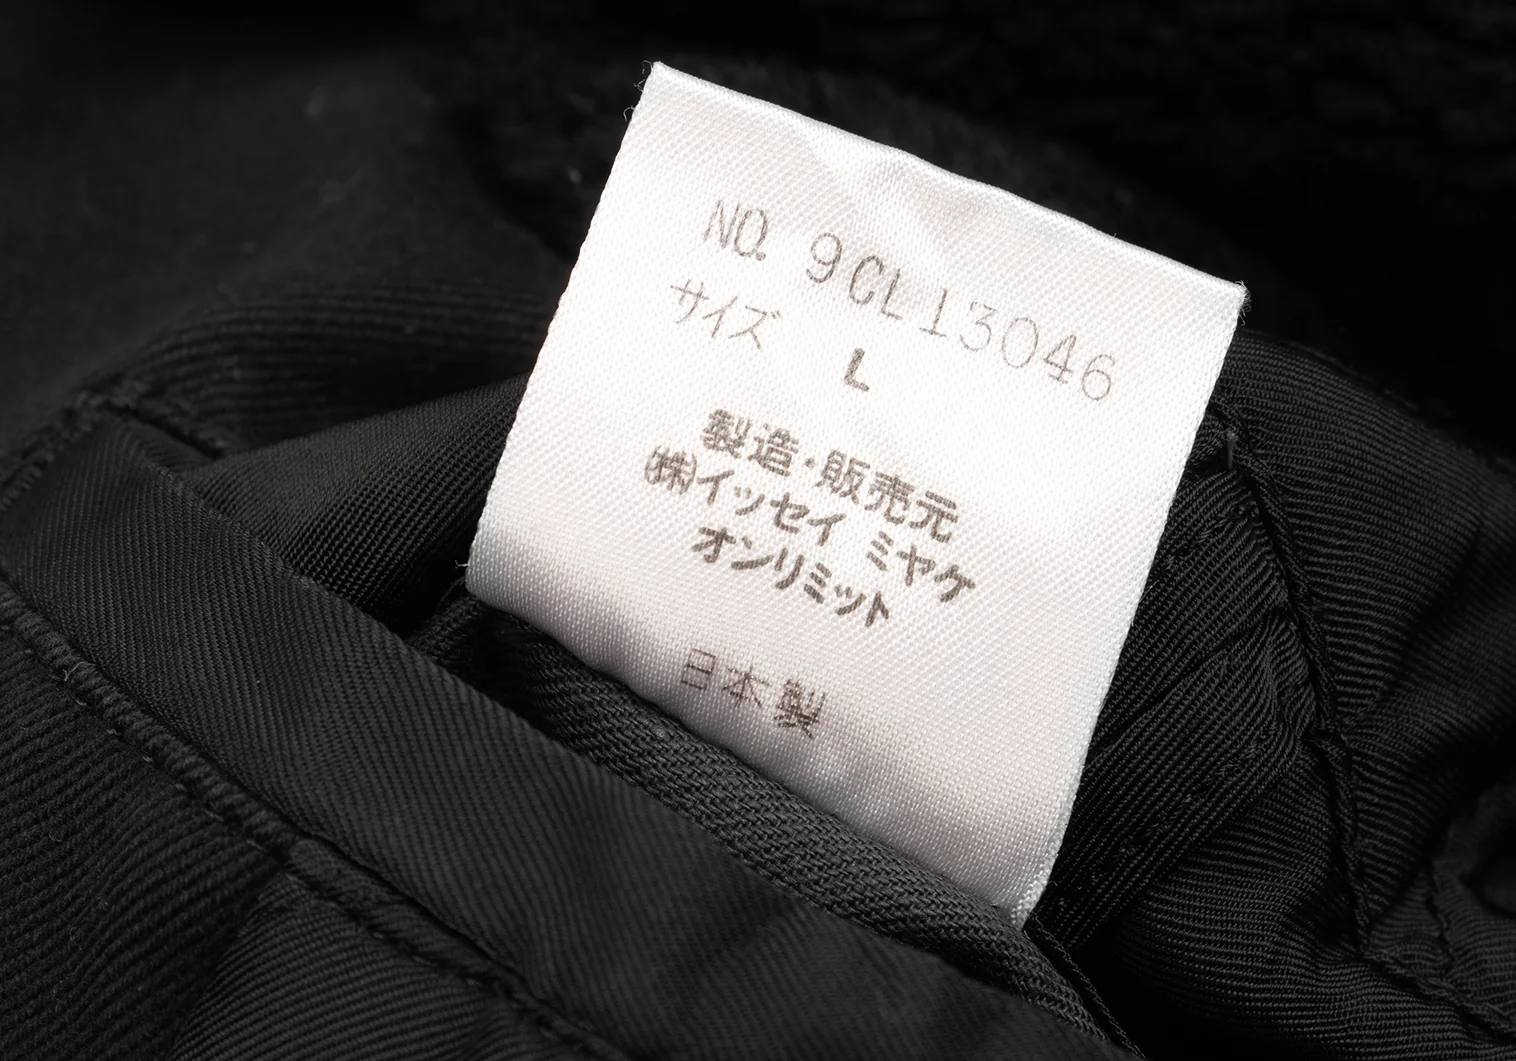 NO. 9CL13046
サイズ L
製造・販売元
㈱イッセイ ミヤケ
オンリミット
日本製